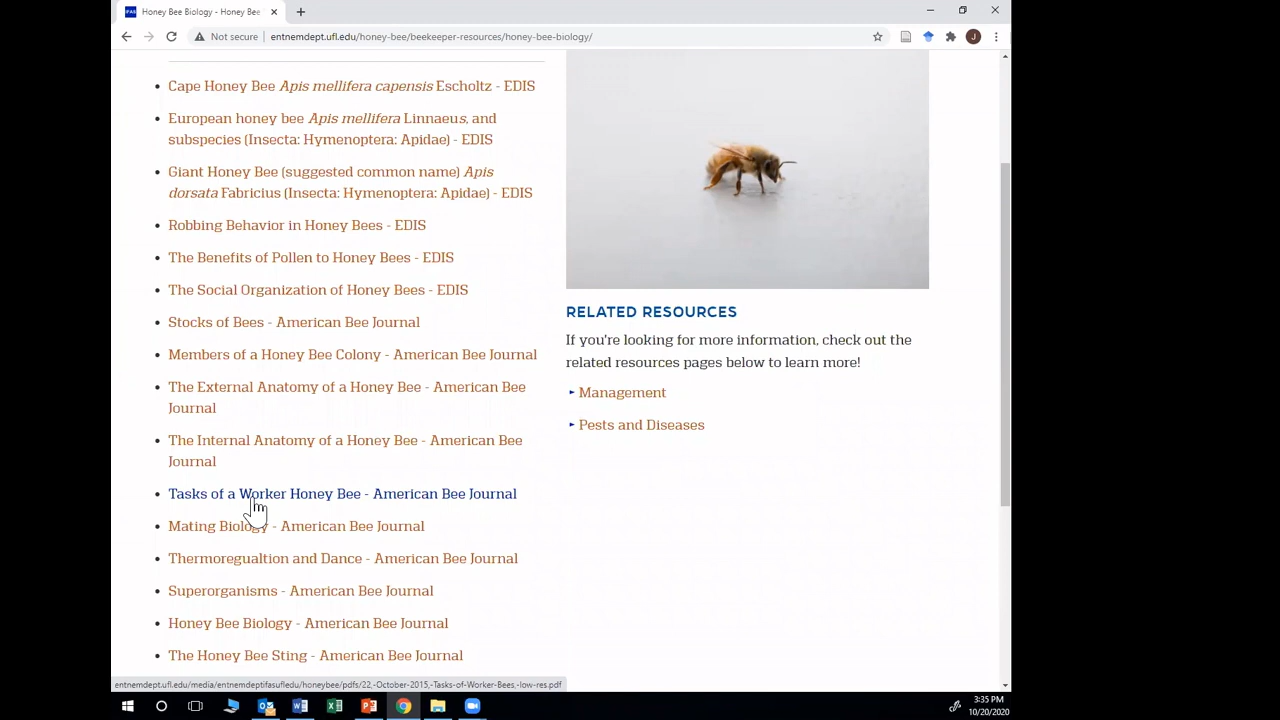 IFAS Honey Bee Biology - Honey Bee
Not secure entnemdept.ufl.edu/honey-bee/beekeeper-resources/honey-bee-biology/
J
Cape Honey Bee Apis mellifera capensis Escholtz - EDIS
European honey bee Apis mellifera Linnaeus, and
subspecies (Insecta: Hymenoptera: Apidae) - EDIS
Giant Honey Bee (suggested common name) Apis
dorsata Fabricius (Insecta: Hymenoptera: Apidae) - EDIS
Robbing Behavior in Honey Bees - EDIS
The Benefits of Pollen to Honey Bees - EDIS
The Social Organization of Honey Bees - EDIS
Stocks of Bees - American Bee Journal
Members of a Honey Bee Colony - American Bee Journal
The External Anatomy of a Honey Bee - American Bee
Journal
The Internal Anatomy of a Honey Bee - American Bee
Journal
Tasks of a Worker Honey Bee - American Bee Journal
Mating Biology - American Bee Journal
Thermoregualtion and Dance - American Bee Journal
Superorganisms - American Bee Journal
Honey Bee Biology - American Bee Journal
The Honey Bee Sting - American Bee Journal
RELATED RESOURCES
If you're looking for more information, check out the
related resources pages below to learn more!
Management
Pests and Diseases
entnemdept.ufl.edu/media/entnemdeptifasufledu/honeybee/pdfs/22,-October-2015,-Tasks-of-Worker-Bees,-low-res.pdf
3:35 PM
10/20/2020